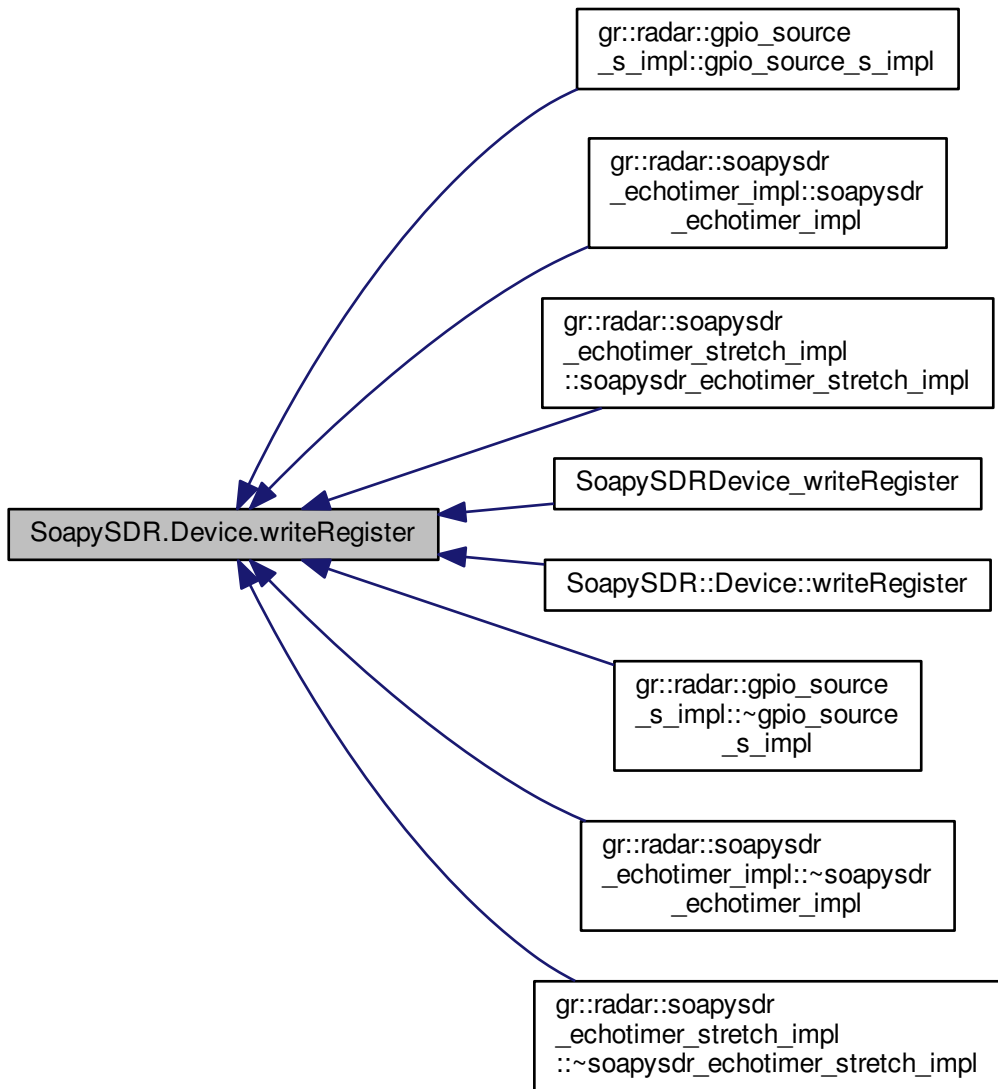 gr::radar::gpio_source
_s_impl::gpio_source_s_impl
gr::radar::soapysdr
_echotimer_impl::soapysdr
_echotimer_impl
gr::radar::soapysdr
_echotimer_stretch_impl
::soapysdr_echotimer_stretch_impl
SoapySDRDevice_writeRegister
SoapySDR.Device.writeRegister
SoapySDR::Device::writeRegister
gr::radar::gpio_source
_s_impl::~gpio_source
_s_impl
gr::radar::soapysdr
_echotimer_impl::~soapysdr
_echotimer_impl
gr::radar::soapysdr
_echotimer_stretch_impl
::~soapysdr_echotimer_stretch_impl